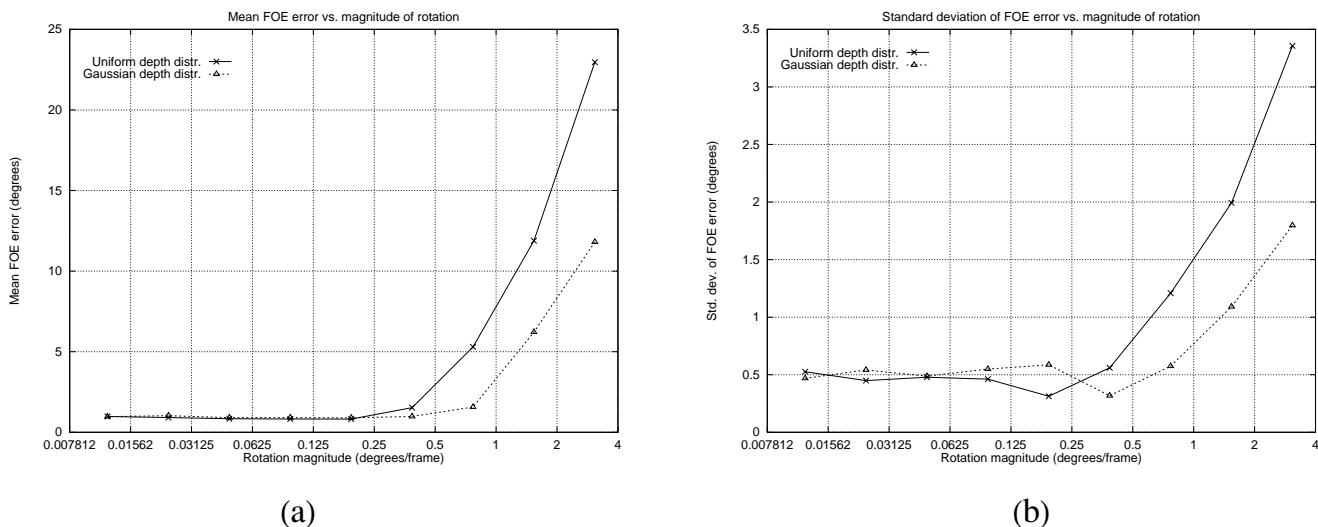 Mean FOE error vs. magnitude of rotation
25
20
15
10
5
0
Mean FOE error (degrees)
Uniform depth distr.
Gaussian depth distr.
0.007812 0.01562 0.03125 0.0625 0.125 0.25 0.5 1 2 4
Rotation magnitude (degrees/frame)
(a)
Standard deviation of FOE error vs. magnitude of rotation
3.5
3
2.5
2
1.5
1
0.5
0
Std. dev. of FOE error (degrees)
Uniform depth distr.
Gaussian depth distr.
0.007812 0.01562 0.03125 0.0625 0.125 0.25 0.5 1 2 4
Rotation magnitude (degrees/frame)
(b)